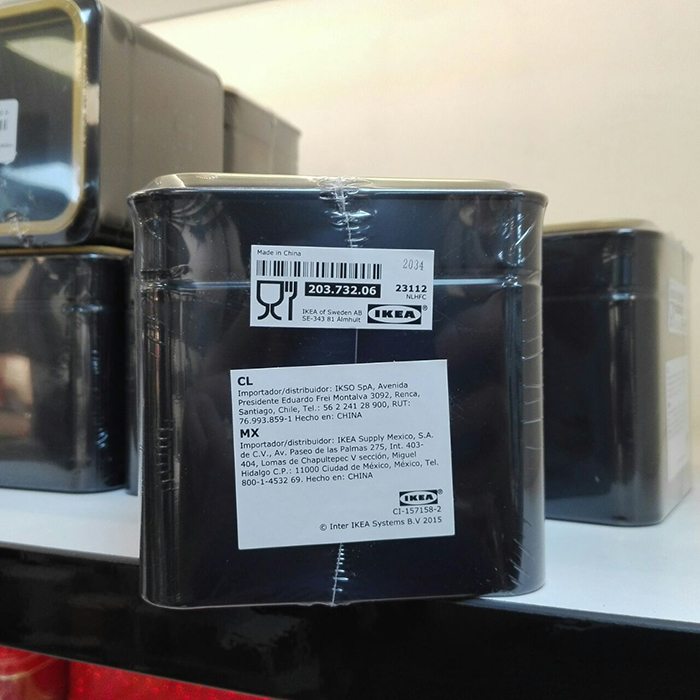 Made in China
2034
203.732.06
23112
NLHFC
IKEA of Sweden AB
SE-343 81 Älmhult
IKEA®
CL
Importador/distribuidor: IKSO SpA, Avenida
Presidente Eduardo Frei Montalva 3092, Renca,
Santiago, Chile, Tel.: 56 2 241 28 900, RUT:
76.993.859-1 Hecho en: CHINA
MX
Importador/distribuidor: IKEA Supply Mexico, S.A.
de C.V., Av. Paseo de las Palmas 275, Int. 403-
404, Lomas de Chapultepec V sección, Miguel
Hidalgo C.P.: 11000 Ciudad de México, México, Tel.
800-1-4532 69. Hecho en: CHINA
IKEA®
CI-157158-2
© Inter IKEA Systems B.V 2015